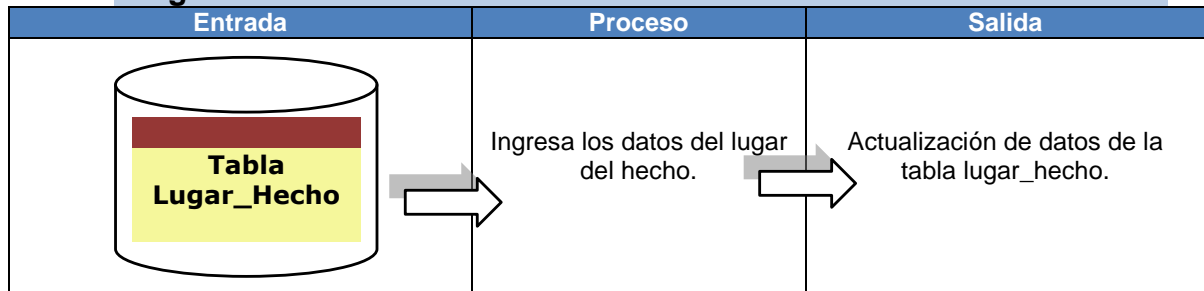 Entrada
Proceso
Salida
Tabla
Lugar_Hecho
Ingresa los datos del lugar
del hecho.
Actualización de datos de la
tabla lugar_hecho.